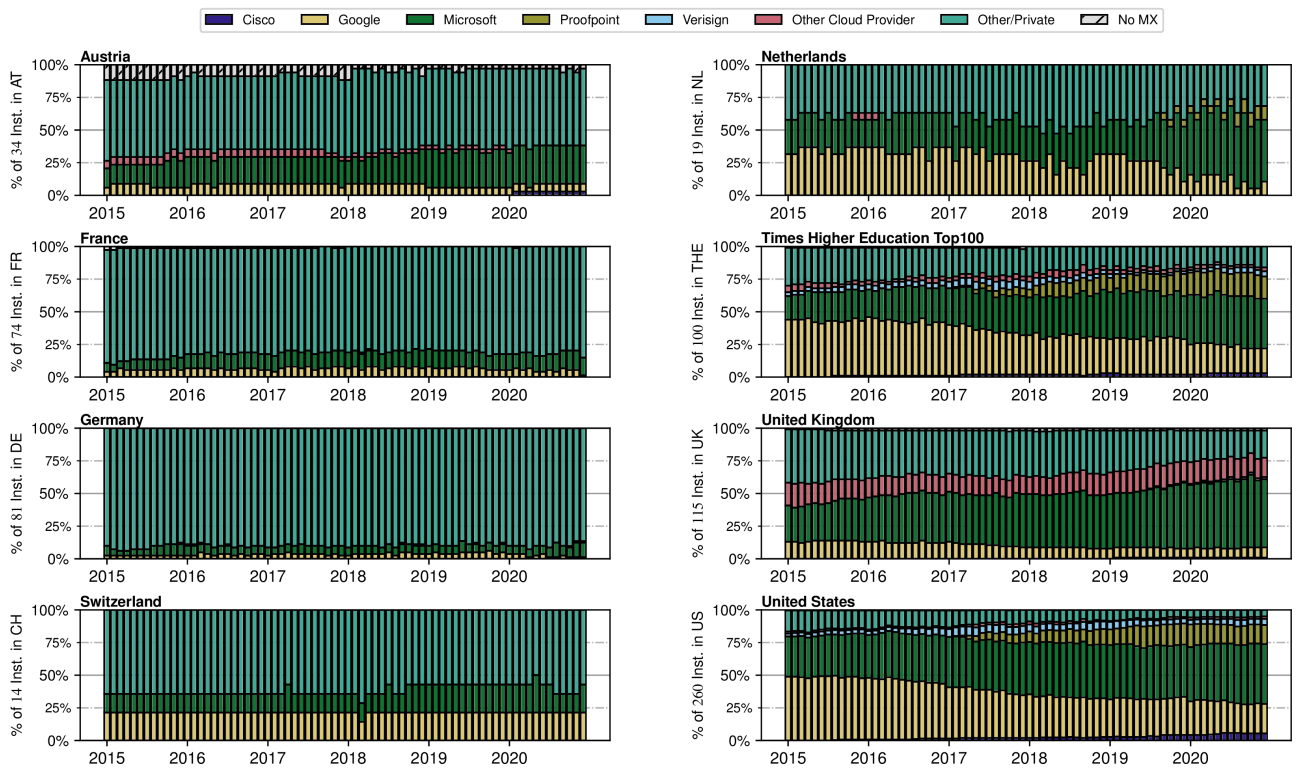 Cisco Google Microsoft Proofpoint Verisign Other Cloud Provider Other/Private No MX
Austria
% of 34 Inst. in AT
100%
75%
50%
25%
0%
2015 2016 2017 2018 2019 2020
Netherlands
% of 19 Inst. in NL
100%
75%
50%
25%
0%
2015 2016 2017 2018 2019 2020
France
% of 74 Inst. in FR
100%
75%
50%
25%
0%
2015 2016 2017 2018 2019 2020
Times Higher Education Top100
% of 100 Inst. in THE
100%
75%
50%
25%
0%
2015 2016 2017 2018 2019 2020
Germany
% of 81 Inst. in DE
100%
75%
50%
25%
0%
2015 2016 2017 2018 2019 2020
United Kingdom
% of 115 Inst. in UK
100%
75%
50%
25%
0%
2015 2016 2017 2018 2019 2020
Switzerland
% of 14 Inst. in CH
100%
75%
50%
25%
0%
2015 2016 2017 2018 2019 2020
United States
% of 260 Inst. in US
100%
75%
50%
25%
0%
2015 2016 2017 2018 2019 2020